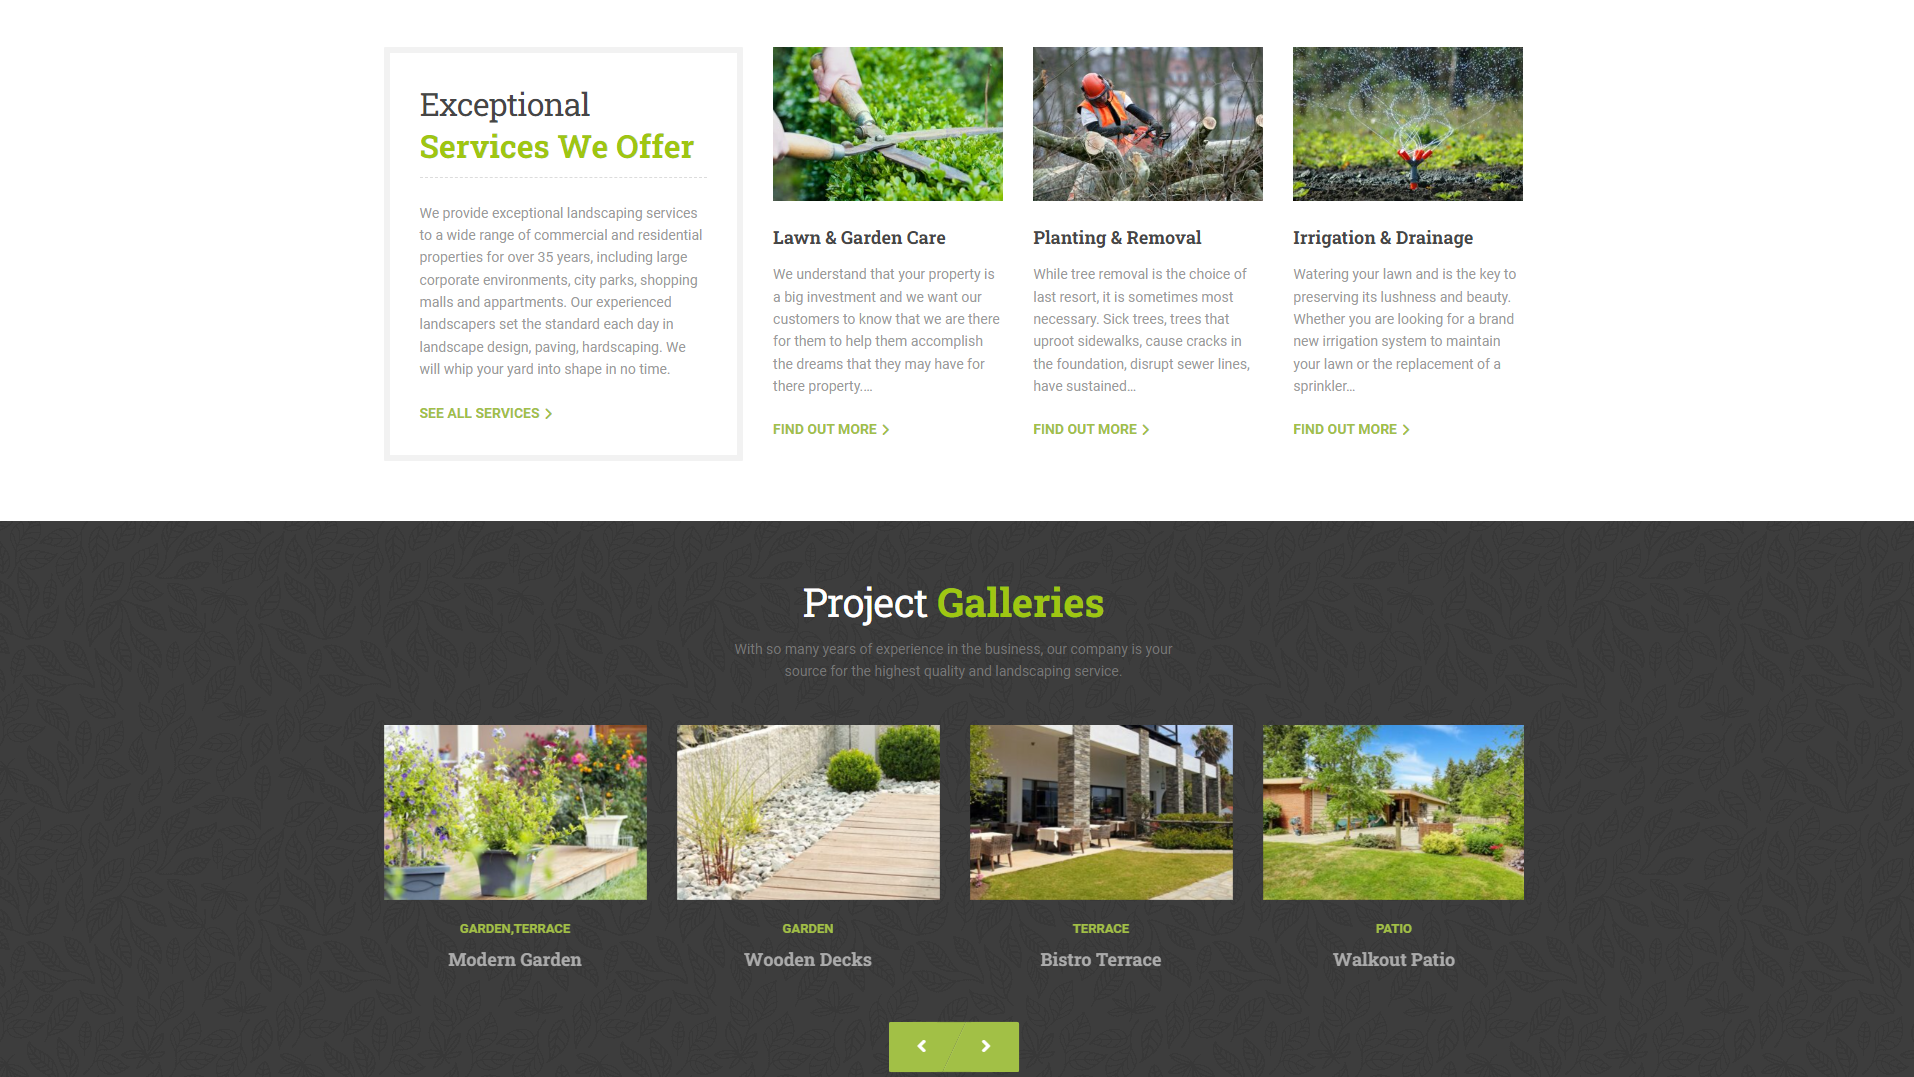 Exceptional
Services We Offer
We provide exceptional landscaping services
to a wide range of commercial and residential
properties for over 35 years, including large
corporate environments, city parks, shopping
malls and appartments. Our experienced
landscapers set the standard each day in
landscape design, paving, hardscaping. We
will whip your yard into shape in no time.
SEE ALL SERVICES
Lawn & Garden Care
We understand that your property is
a big investment and we want our
customers to know that we are there
for them to help them accomplish
the dreams that they may have for
there property.…
FIND OUT MORE
Planting & Removal
While tree removal is the choice of
last resort, it is sometimes most
necessary. Sick trees, trees that
uproot sidewalks, cause cracks in
the foundation, disrupt sewer lines,
have sustained…
FIND OUT MORE
Irrigation & Drainage
Watering your lawn and is the key to
preserving its lushness and beauty.
Whether you are looking for a brand
new irrigation system to maintain
your lawn or the replacement of a
sprinkler…
FIND OUT MORE
Project Galleries
With so many years of experience in the business, our company is your
source for the highest quality and landscaping service.
GARDEN,TERRACE
Modern Garden
GARDEN
Wooden Decks
TERRACE
Bistro Terrace
PATIO
Walkout Patio